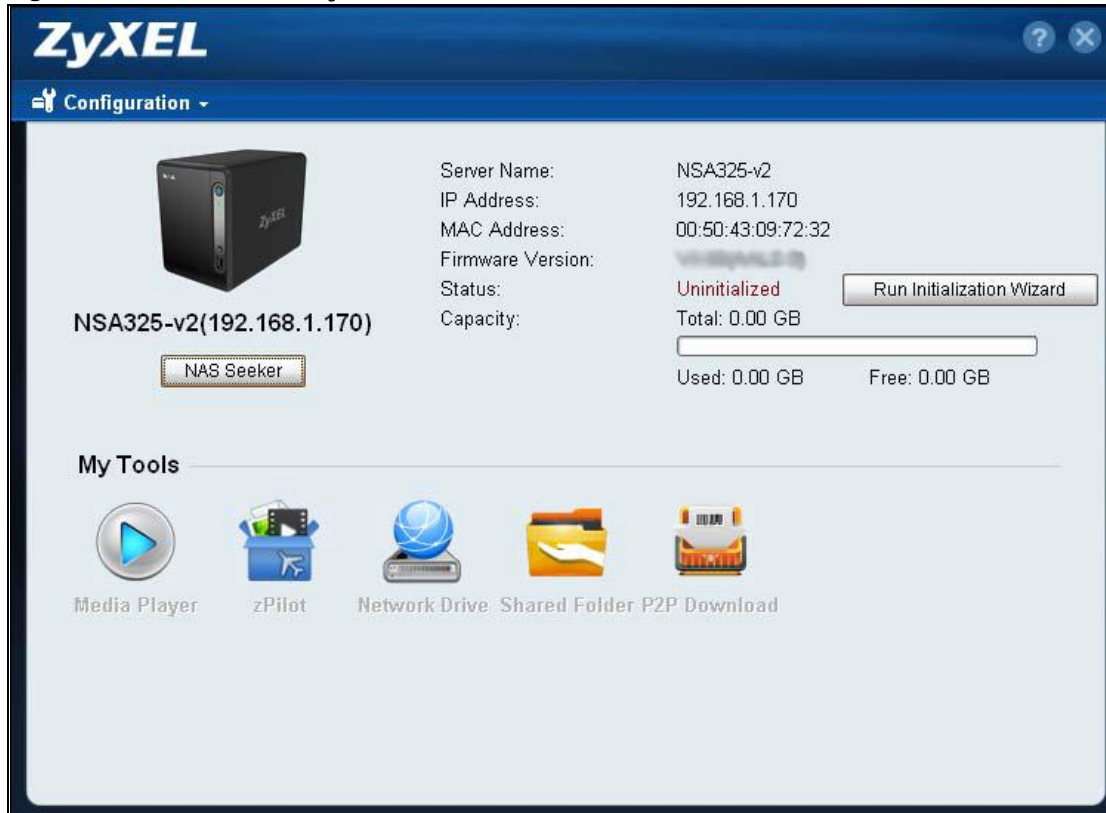 ZyXEL
Configuration
Server Name: NSA325-v2
IP Address: 192.168.1.170
MAC Address: 00:50:43:09:72:32
Firmware Version:
Status: Uninitialized Run Initialization Wizard
Capacity: Total: 0.00 GB
Used: 0.00 GB Free: 0.00 GB
ZyXEL
NSA325-v2(192.168.1.170)
NAS Seeker
My Tools
Media Player zPilot Network Drive Shared Folder P2P Download